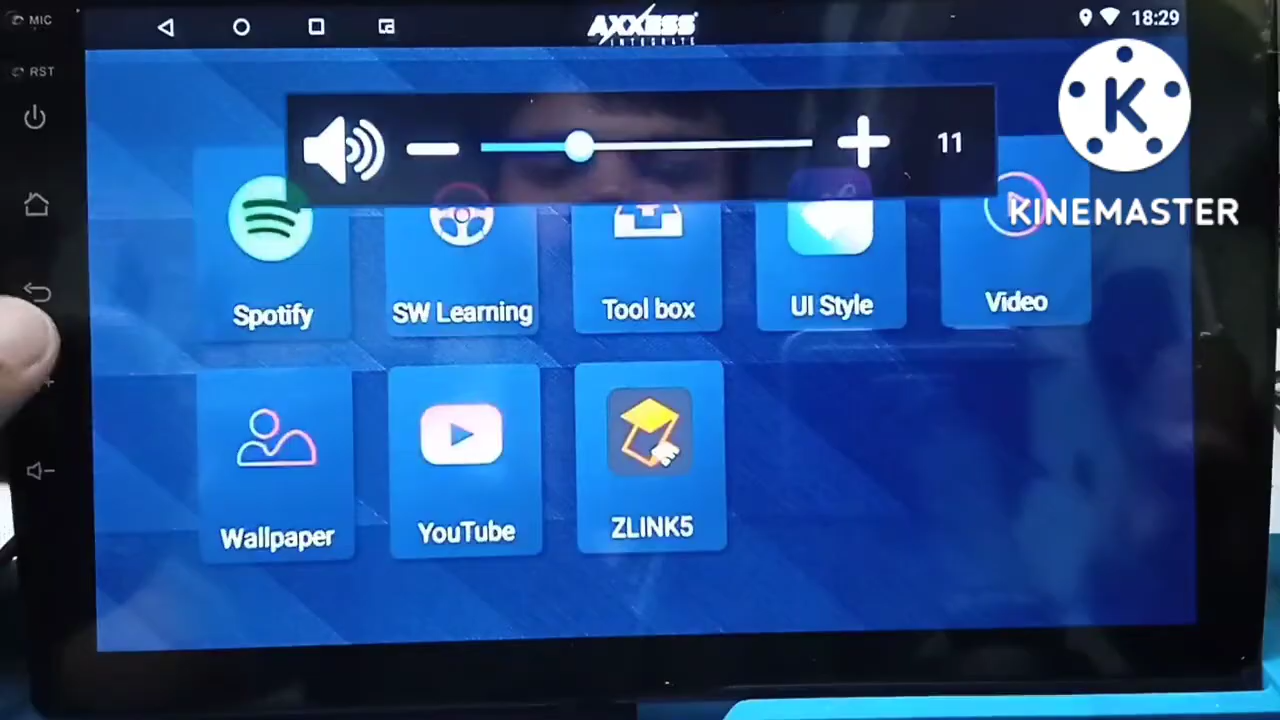 MIC
AXXESS
INTEGRATE
18:29
RST
K
11
KINEMASTER
Spotify
SW Learning
Tool box
UI Style
Video
Wallpaper
YouTube
ZLINK5